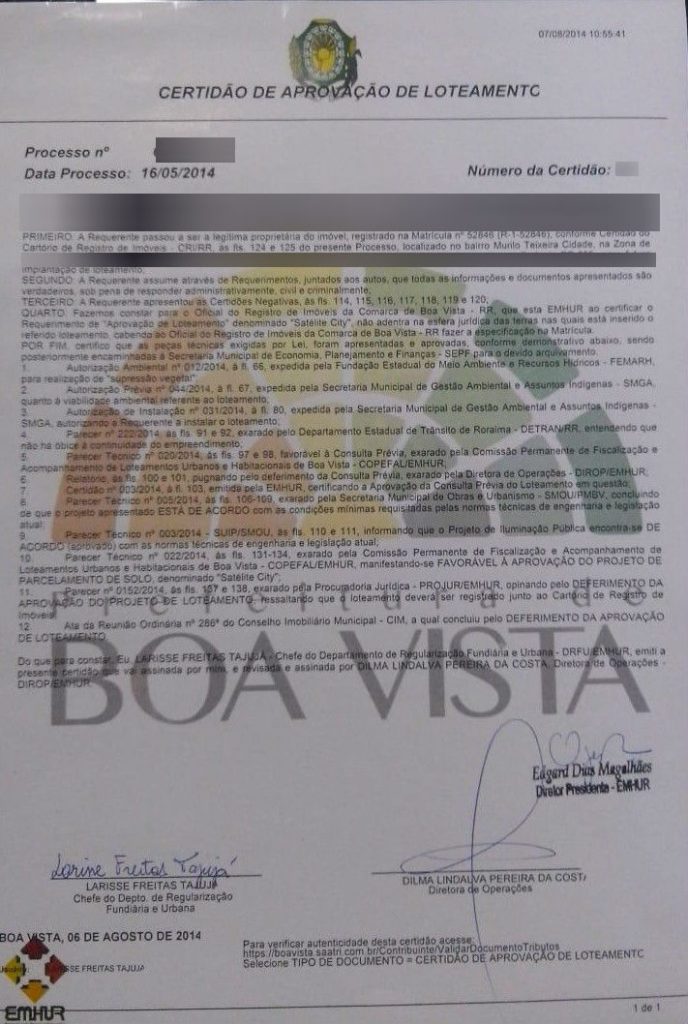 07/08/2014 10:55:41
CERTIDÃO DE APROVAÇÃO DE LOTEAMENTO
Processo nº
Data Processo: 16/05/2014
Número da Certidão:
PRIMEIRO: A Requerente passou a ser a legítima proprietária do imóvel, registrado na Matrícula nº 52846 (R-1-52846), conforme Certidão do
Cartório de Registro de Imóveis - CRI/RR, às fls. 124 e 125 do presente Processo, localizado no bairro Murilo Teixeira Cidade, na Zona de
implantação de loteamento;
SEGUNDO: A Requerente assume através de Requerimentos, juntados aos autos, que todas as informações e documentos apresentados são
verdadeiros, sob pena de responder administrativamente, civil e criminalmente;
TERCEIRO: A Requerente apresentou as Certidões Negativas, às fls. 114, 115, 116, 117, 118, 119 e 120;
QUARTO: Fazemos constar para o Oficial do Registro de Imóveis da Comarca de Boa Vista - RR, que esta EMHUR ao certificar o
Requerimento de "Aprovação de Loteamento" denominado "Satélite City", não adentra na esfera jurídica das terras nas quais está inserido o
referido loteamento, cabendo ao Oficial do Registro de Imóveis da Comarca de Boa Vista - RR fazer a especificação na Matrícula.
POR FIM, certifico que as peças técnicas exigidas por Lei, foram apresentadas e aprovadas, conforme demonstrativo abaixo, sendo
posteriormente encaminhadas à Secretaria Municipal de Economia, Planejamento e Finanças - SEPF para o devido arquivamento.
1. Autorização Ambiental nº 012/2014, à fl. 66, expedida pela Fundação Estadual do Meio Ambiente e Recursos Hídricos - FEMARH,
para realização de "supressão vegetal";
2. Autorização Prévia nº 044/2014, à fl. 67, expedida pela Secretaria Municipal de Gestão Ambiental e Assuntos Indígenas - SMGA,
quanto à viabilidade ambiental referente ao loteamento;
3. Autorização de Instalação nº 031/2014, à fl. 80, expedida pela Secretaria Municipal de Gestão Ambiental e Assuntos Indígenas -
SMGA, autorizando a Requerente a instalar o loteamento;
4. Parecer nº 222/2014, às fls. 91 e 92, exarado pelo Departamento Estadual de Trânsito de Roraima - DETRAN/RR, entendendo que
não há óbice à continuidade do empreendimento;
5. Parecer Técnico nº 020/2014, às fls. 97 e 98, favorável à Consulta Prévia, exarado pela Comissão Permanente de Fiscalização e
Acompanhamento de Loteamentos Urbanos e Habitacionais de Boa Vista - COPEFAL/EMHUR;
6. Relatório, às fls. 100 e 101, pugnando pelo deferimento da Consulta Prévia, exarado pela Diretora de Operações - DIROP/EMHUR;
7. Certidão nº 003/2014, à fl. 103, emitida pela EMHUR, certificando a Aprovação da Consulta Prévia do Loteamento em questão;
8. Parecer Técnico nº 005/2014, às fls. 106-109, exarado pela Secretaria Municipal de Obras e Urbanismo - SMOU/PMBV, concluindo
de que o projeto apresentado ESTÁ DE ACORDO com as condições mínimas requisitadas pelas normas técnicas de engenharia e legislação
atual;
9. Parecer Técnico nº 003/2014 - SUIP/SMOU, às fls. 110 e 111, informando que o Projeto de Iluminação Pública encontra-se DE
ACORDO (aprovado) com as normas técnicas de engenharia e legislação atual;
10. Parecer Técnico nº 022/2014, às fls. 131-134, exarado pela Comissão Permanente de Fiscalização e Acompanhamento de
Loteamentos Urbanos e Habitacionais de Boa Vista - COPEFAL/EMHUR, manifestando-se FAVORÁVEL À APROVAÇÃO DO PROJETO DE
PARCELAMENTO DE SOLO, denominado "Satélite City";
11. Parecer nº 0152/2014, às fls. 137 e 138, exarado pela Procuradoria Jurídica - PROJUR/EMHUR, opinando pelo DEFERIMENTO DA
APROVAÇÃO DO PROJETO DE LOTEAMENTO, ressaltando que o loteamento deverá ser registrado junto ao Cartório de Registro de
Imóveis;
12. Ata da Reunião Ordinária nº 286ª do Conselho Imobiliário Municipal - CIM, a qual concluiu pelo DEFERIMENTO DA APROVAÇÃO
DE LOTEAMENTO.
Prefeitura de
BOA VISTA
Do que para constar, Eu, LARISSE FREITAS TAJUJÁ - Chefe do Departamento de Regularização Fundiária e Urbana - DRFU/EMHUR, emiti a
presente certidão que vai assinada por mim, e revisada e assinada por DILMA LINDALVA PEREIRA DA COSTA, Diretora de Operações -
DIROP/EMHUR.
Edgard Dias Magalhães
Diretor Presidente - EMHUR
Larisse Freitas Tajujá
LARISSE FREITAS TAJUJÁ
Chefe do Depto. de Regularização
Fundiária e Urbana
DILMA LINDALVA PEREIRA DA COSTA
Diretora de Operações
BOA VISTA, 06 DE AGOSTO DE 2014
LARISSE FREITAS TAJUJÁ
Para verificar autenticidade desta certidão acesse:
https://boavista.saatri.com.br/Contribuinte/ValidarDocumentoTributos
Selecione TIPO DE DOCUMENTO = CERTIDÃO DE APROVAÇÃO DE LOTEAMENTO
EMHUR
1 de 1